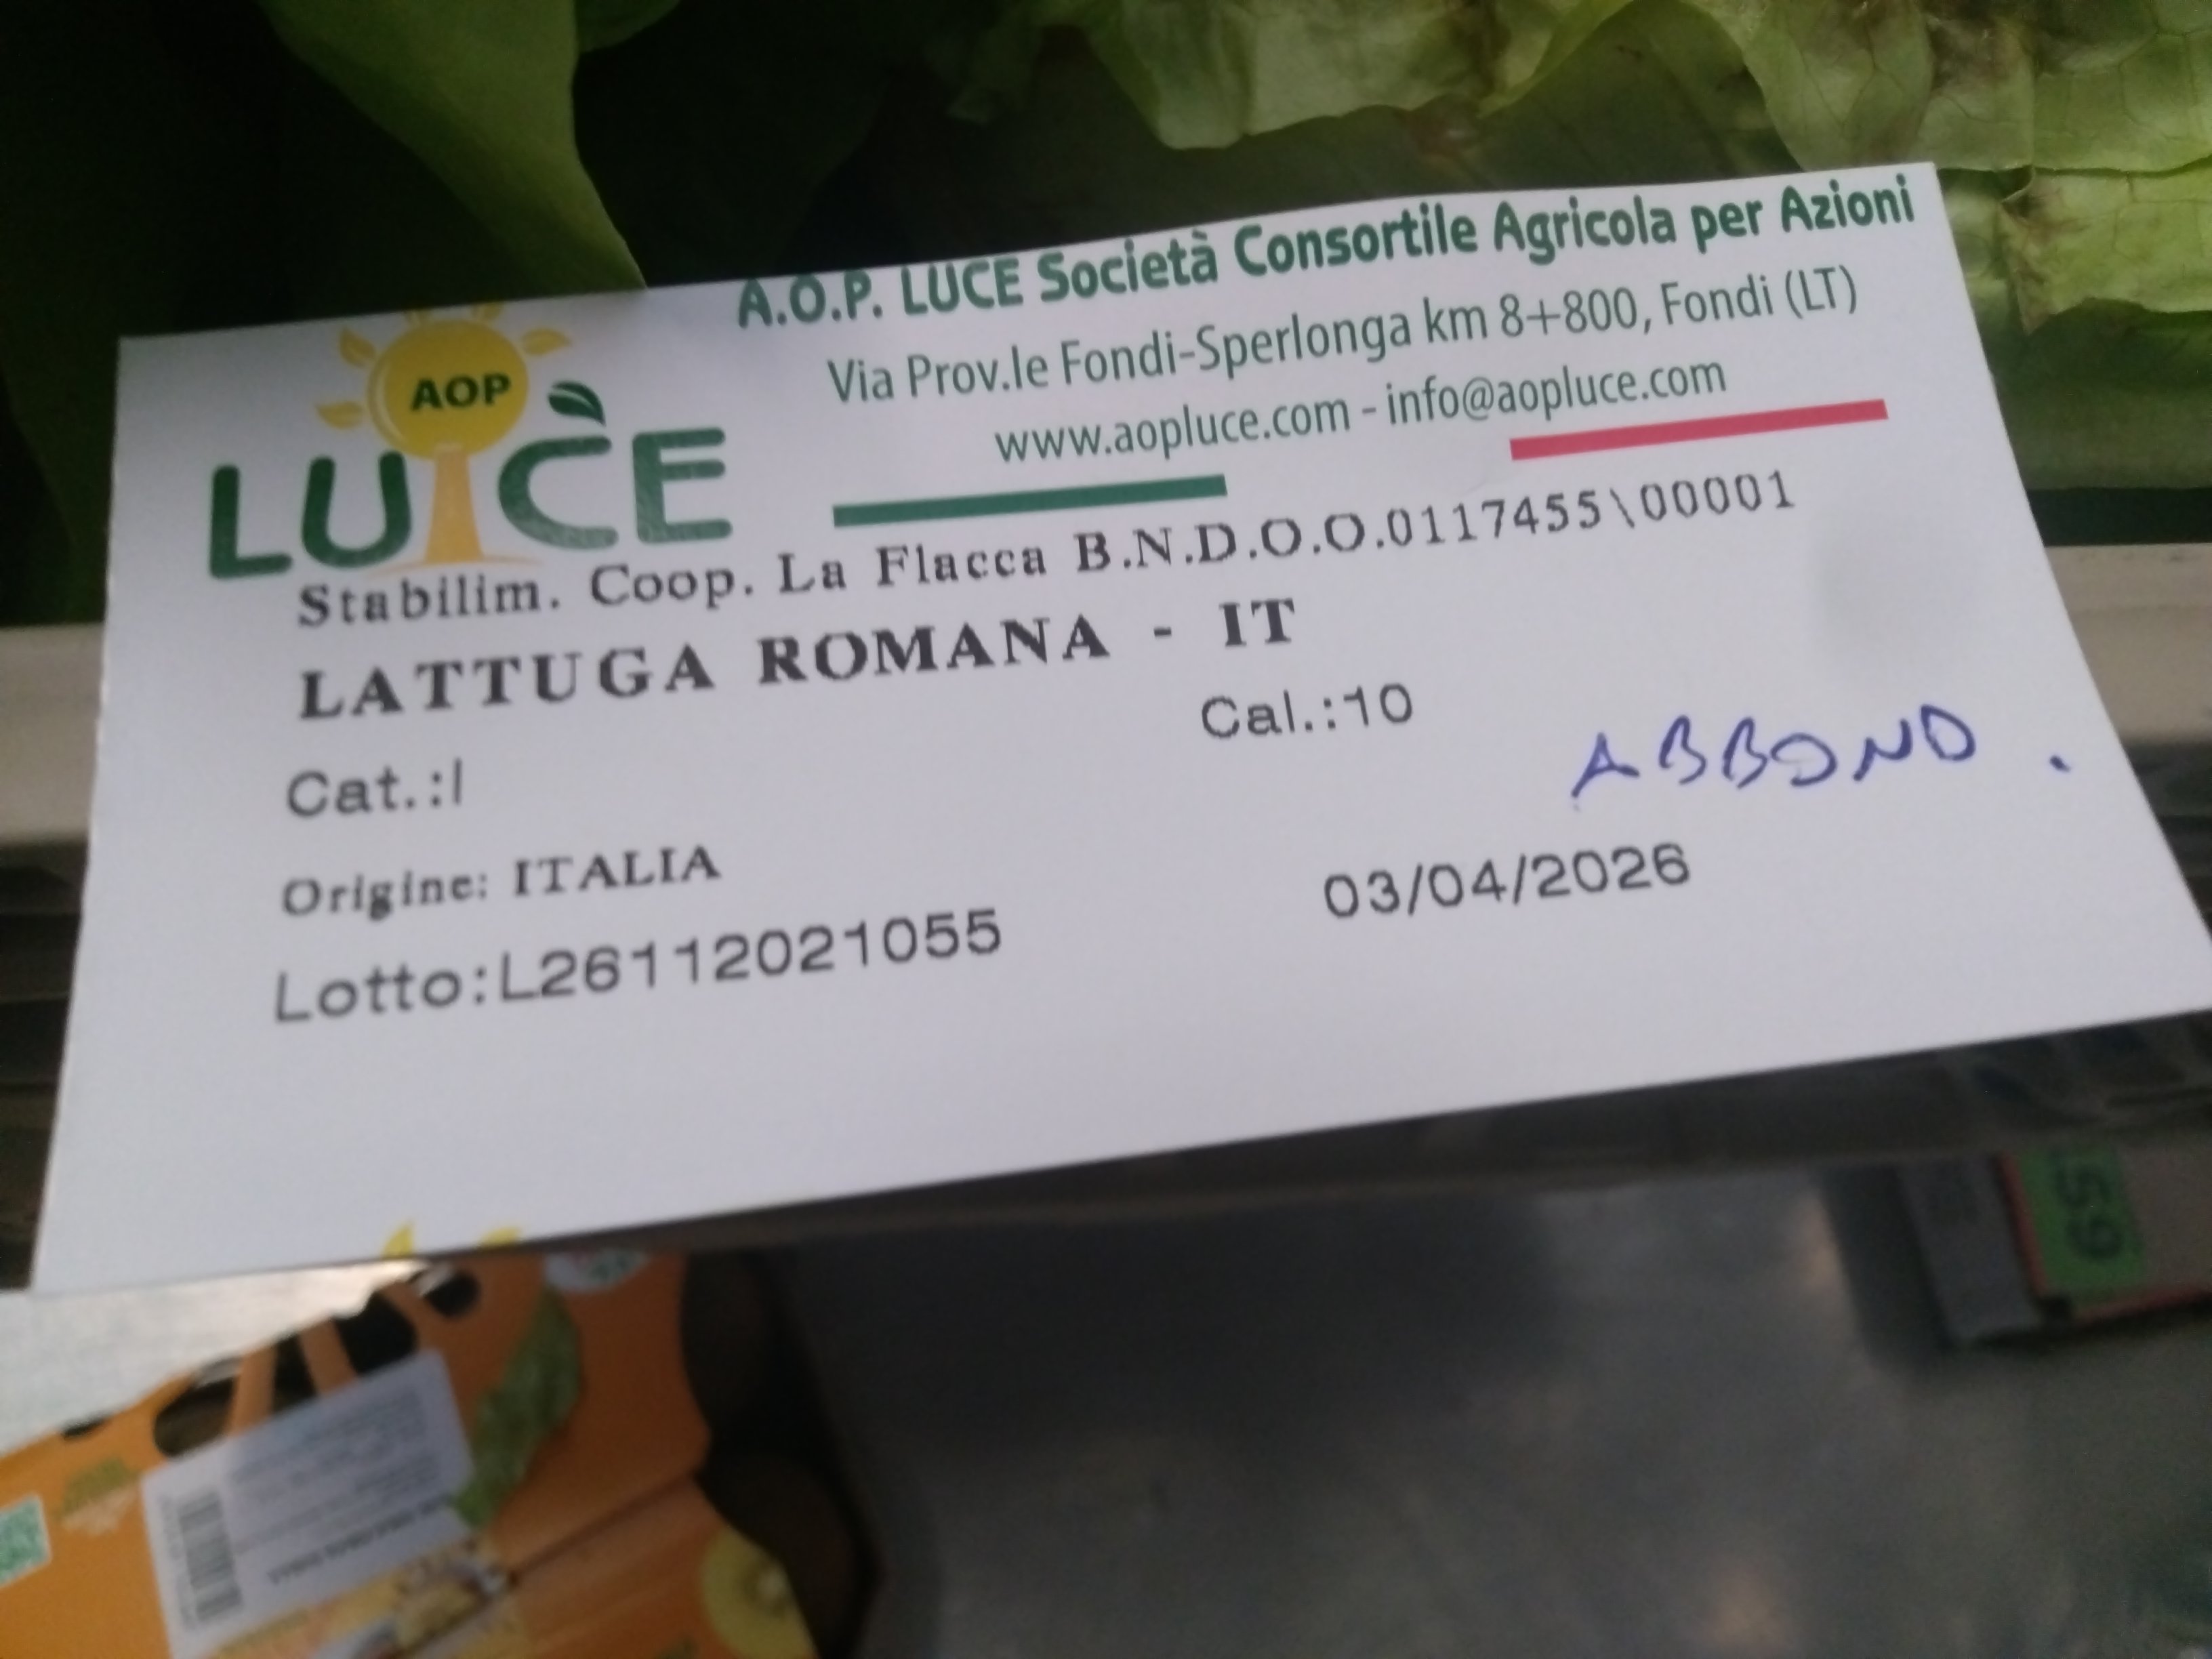 A.O.P. LUCE Società Consortile Agricola per Azioni
Via Prov.le Fondi-Sperlonga km 8+800, Fondi (LT)
www.aopluce.com - info@aopluce.com
AOP
LUCE
Stabilim. Coop. La Flacca B.N.D.O.O.0117455\00001
LATTUGA ROMANA - IT
Cat.:I
Cal.:10
ABBOND.
Origine: ITALIA
03/04/2026
Lotto:L26112021055